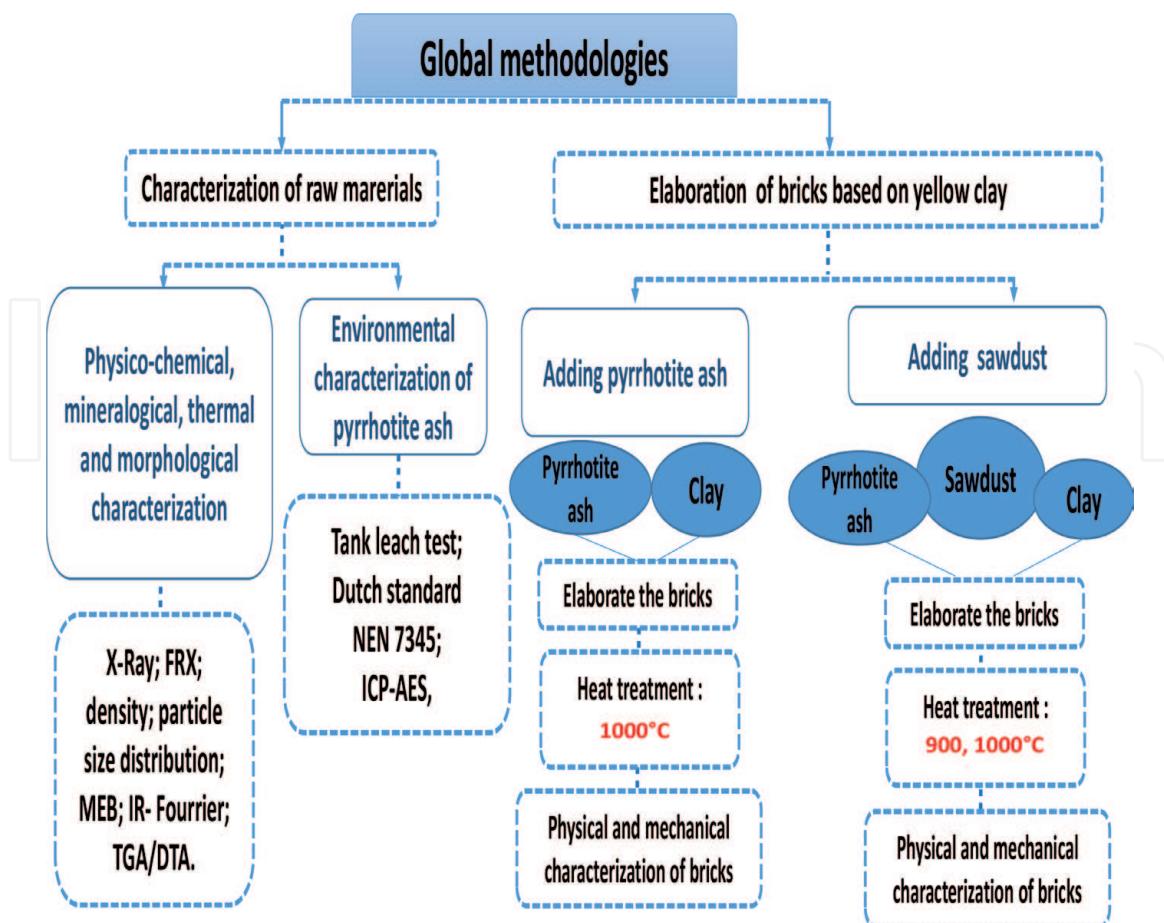 Global methodologies
Characterization of raw marerials
Elaboration of bricks based on yellow clay
Physico-chemical,
mineralogical, thermal
and morphological
characterization
Environmental
characterization of
pyrrhotite ash
Adding pyrrhotite ash
Adding sawdust
X-Ray; FRX;
density; particle
size distribution;
MEB; IR- Fourrier;
TGA/DTA.
Tank leach test;
Dutch standard
NEN 7345;
ICP-AES,
Pyrrhotite
ash
Clay
Elaborate the bricks
Heat treatment :
1000°C
Physical and mechanical
characterization of bricks
Pyrrhotite
ash
Sawdust
Clay
Elaborate the bricks
Heat treatment :
900, 1000°C
Physical and mechanical
characterization of bricks